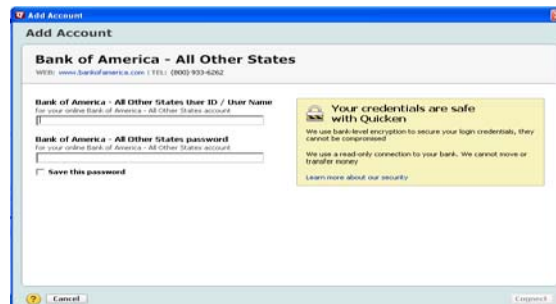 Add Account
Add Account
Bank of America - All Other States
WEB: www.bankofamerica.com | TEL: (800) 933-6262
Bank of America - All Other States User ID / User Name
for your online Bank of America - All Other States account
Bank of America - All Other States password
for your online Bank of America - All Other States account
Save this password
Your credentials are safe
with Quicken
We use bank-level encryption to secure your login credentials, they
cannot be compromised
We use a read-only connection to your bank. We cannot move or
transfer money
Learn more about our security
?
Cancel
Connect